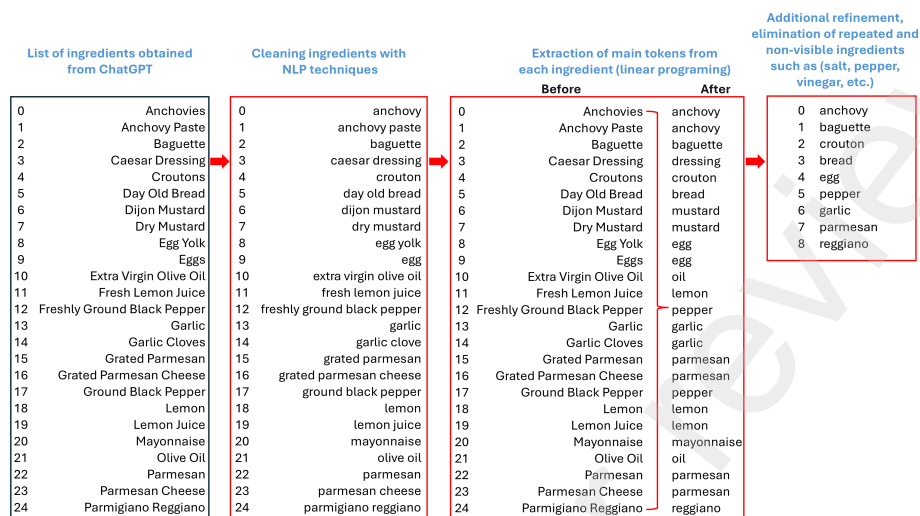 List of ingredients obtained
from ChatGPT
0 Anchovies
1 Anchovy Paste
2 Baguette
3 Caesar Dressing
4 Croutons
5 Day Old Bread
6 Dijon Mustard
7 Dry Mustard
8 Egg Yolk
9 Eggs
10 Extra Virgin Olive Oil
11 Fresh Lemon Juice
12 Freshly Ground Black Pepper
13 Garlic
14 Garlic Cloves
15 Grated Parmesan
16 Grated Parmesan Cheese
17 Ground Black Pepper
18 Lemon
19 Lemon Juice
20 Mayonnaise
21 Olive Oil
22 Parmesan
23 Parmesan Cheese
24 Parmigiano Reggiano
Cleaning ingredients with
NLP techniques
0 anchovy
1 anchovy paste
2 baguette
3 caesar dressing
4 crouton
5 day old bread
6 dijon mustard
7 dry mustard
8 egg yolk
9 egg
10 extra virgin olive oil
11 fresh lemon juice
12 freshly ground black pepper
13 garlic
14 garlic clove
15 grated parmesan
16 grated parmesan cheese
17 ground black pepper
18 lemon
19 lemon juice
20 mayonnaise
21 olive oil
22 parmesan
23 parmesan cheese
24 parmigiano reggiano
Extraction of main tokens from
each ingredient (linear programing)
Before After
0 Anchovies anchovy
1 Anchovy Paste anchovy
2 Baguette baguette
3 Caesar Dressing dressing
4 Croutons crouton
5 Day Old Bread bread
6 Dijon Mustard mustard
7 Dry Mustard mustard
8 Egg Yolk egg
9 Eggs egg
10 Extra Virgin Olive Oil oil
11 Fresh Lemon Juice lemon
12 Freshly Ground Black Pepper pepper
13 Garlic garlic
14 Garlic Cloves garlic
15 Grated Parmesan parmesan
16 Grated Parmesan Cheese parmesan
17 Ground Black Pepper pepper
18 Lemon lemon
19 Lemon Juice lemon
20 Mayonnaise mayonnaise
21 Olive Oil oil
22 Parmesan parmesan
23 Parmesan Cheese parmesan
24 Parmigiano Reggiano reggiano
Additional refinement,
elimination of repeated and
non-visible ingredients
such as (salt, pepper,
vinegar, etc.)
0 anchovy
1 baguette
2 crouton
3 bread
4 egg
5 pepper
6 garlic
7 parmesan
8 reggiano